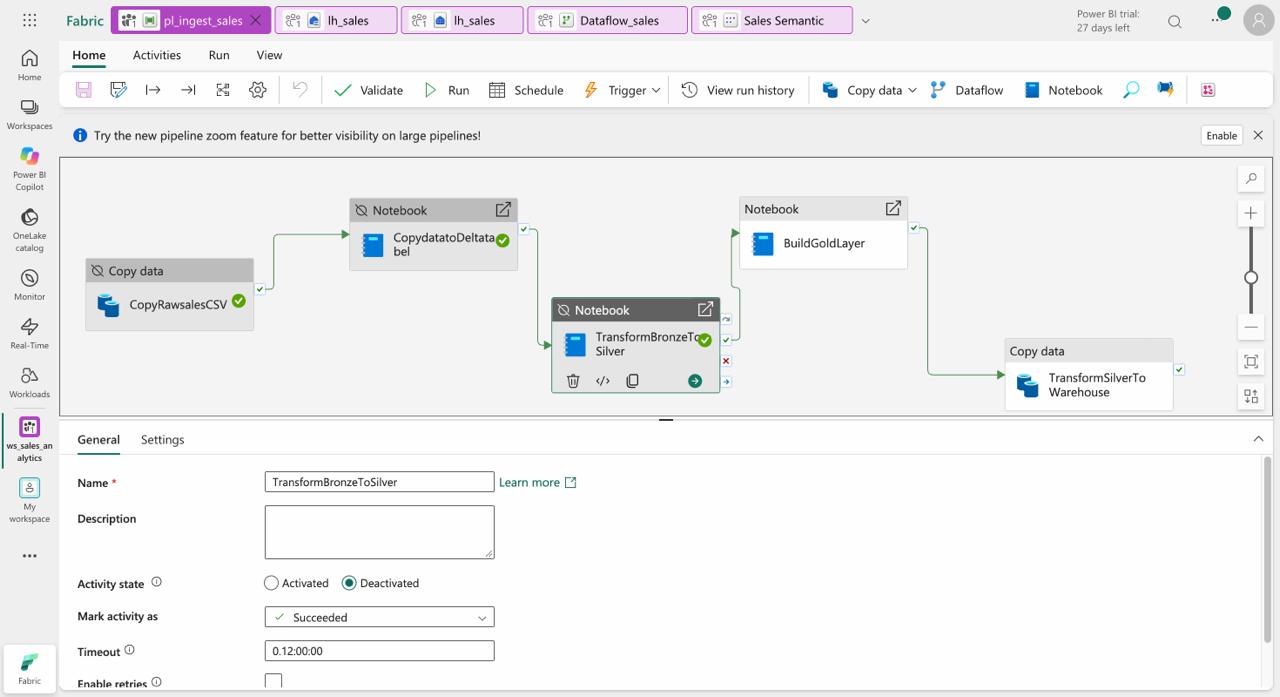 Fabric
pl_ingest_sales
lh_sales
lh_sales
Dataflow_sales
Sales Semantic
Power BI trial:
27 days left
Home
Activities
Run
View
Validate
Run
Schedule
Trigger
View run history
Copy data
Dataflow
Notebook
Try the new pipeline zoom feature for better visibility on large pipelines!
Enable
Home
Workspaces
Power BI
Copilot
OneLake
catalog
Monitor
Real-Time
Workloads
ws_sales_an
alytics
My
workspace
Fabric
Copy data
CopyRawsalesCSV
Notebook
CopydatatoDeltata
bel
Notebook
TransformBronzeTo
Silver
Notebook
BuildGoldLayer
Copy data
TransformSilverTo
Warehouse
General
Settings
Name *
TransformBronzeToSilver
Learn more
Description
Activity state
Activated
Deactivated
Mark activity as
Succeeded
Timeout
0.12:00:00
Enable retries